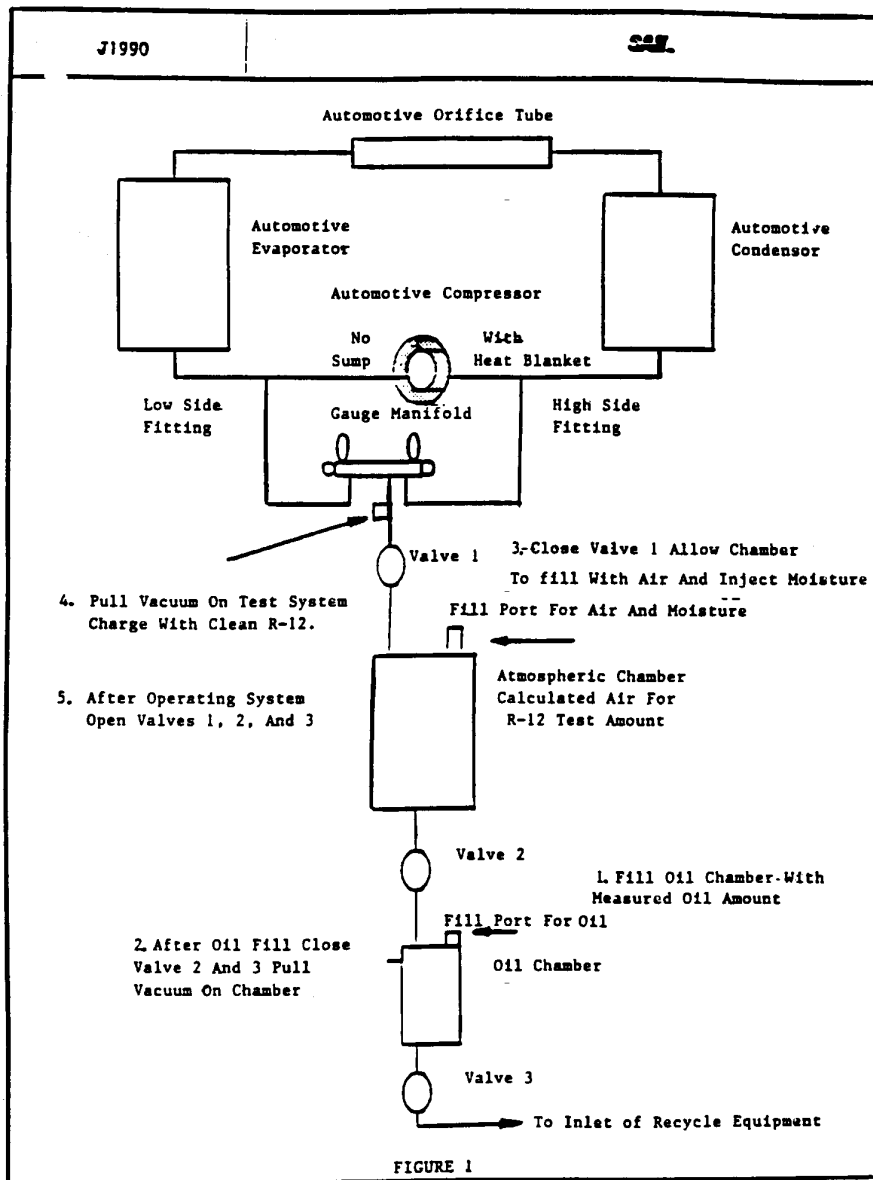 J1990
SAE
Automotive Orifice Tube
Automotive
Evaporator
Automotive
Condensor
Automotive Compressor
No
Sump
With
Heat Blanket
Low Side
Fitting
Gauge Manifold
High Side
Fitting
Valve 1
3. Close Valve 1 Allow Chamber
To fill With Air And Inject Moisture
4. Pull Vacuum On Test System
Charge With Clean R-12.
Fill Port For Air And Moisture
5. After Operating System
Open Valves 1, 2, And 3
Atmospheric Chamber
Calculated Air For
R-12 Test Amount
Valve 2
1. Fill Oil Chamber-With
Measured Oil Amount
Fill Port For Oil
2. After Oil Fill Close
Valve 2 And 3 Pull
Vacuum On Chamber
Oil Chamber
Valve 3
To Inlet of Recycle Equipment
FIGURE 1